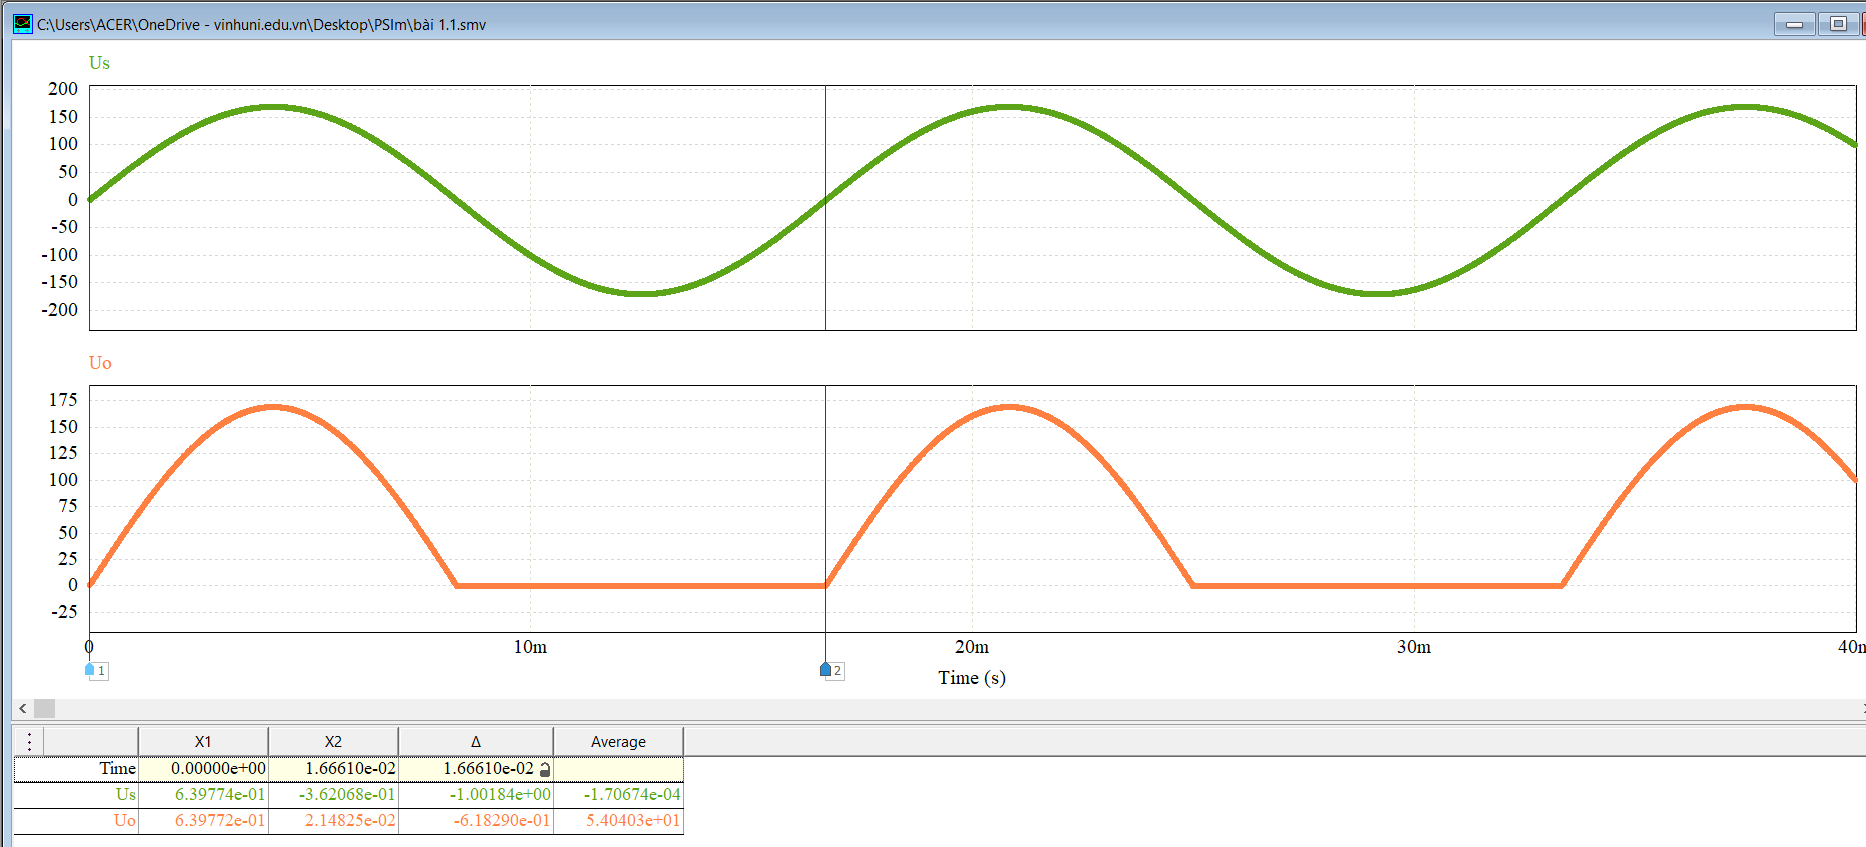 C:\Users\ACER\OneDrive - vinhuni.edu.vn\Desktop\PSIm\bài 1.1.smv
Us
200
150
100
50
0
-50
-100
-150
-200
Uo
175
150
125
100
75
50
25
0
-25
0 10m 20m 30m 40m
1 2
Time (s)
X1 X2 Δ Average
Time 0.00000e+00 1.66610e-02 1.66610e-02
Us 6.39774e-01 -3.62068e-01 -1.00184e+00 -1.70674e-04
Uo 6.39772e-01 2.14825e-02 -6.18290e-01 5.40403e+01